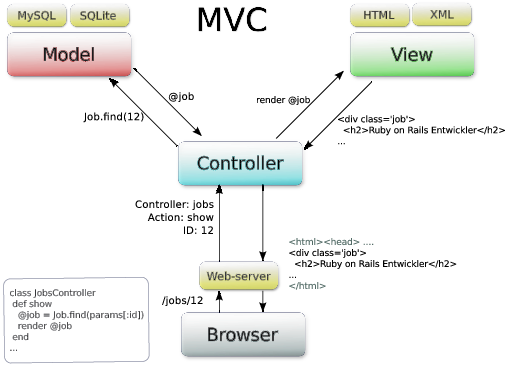 MVC
MySQL
SQLite
Model
HTML
XML
View
@job
Job.find(12)
render @job
<div class='job'>
<h2>Ruby on Rails Entwickler</h2>
...
Controller
Controller: jobs
Action: show
ID: 12
<html><head> ....
<div class='job'>
<h2>Ruby on Rails Entwickler</h2>
...
</html>
Web-server
/jobs/12
Browser
class JobsController
def show
@job = Job.find(params[:id])
render @job
end
...